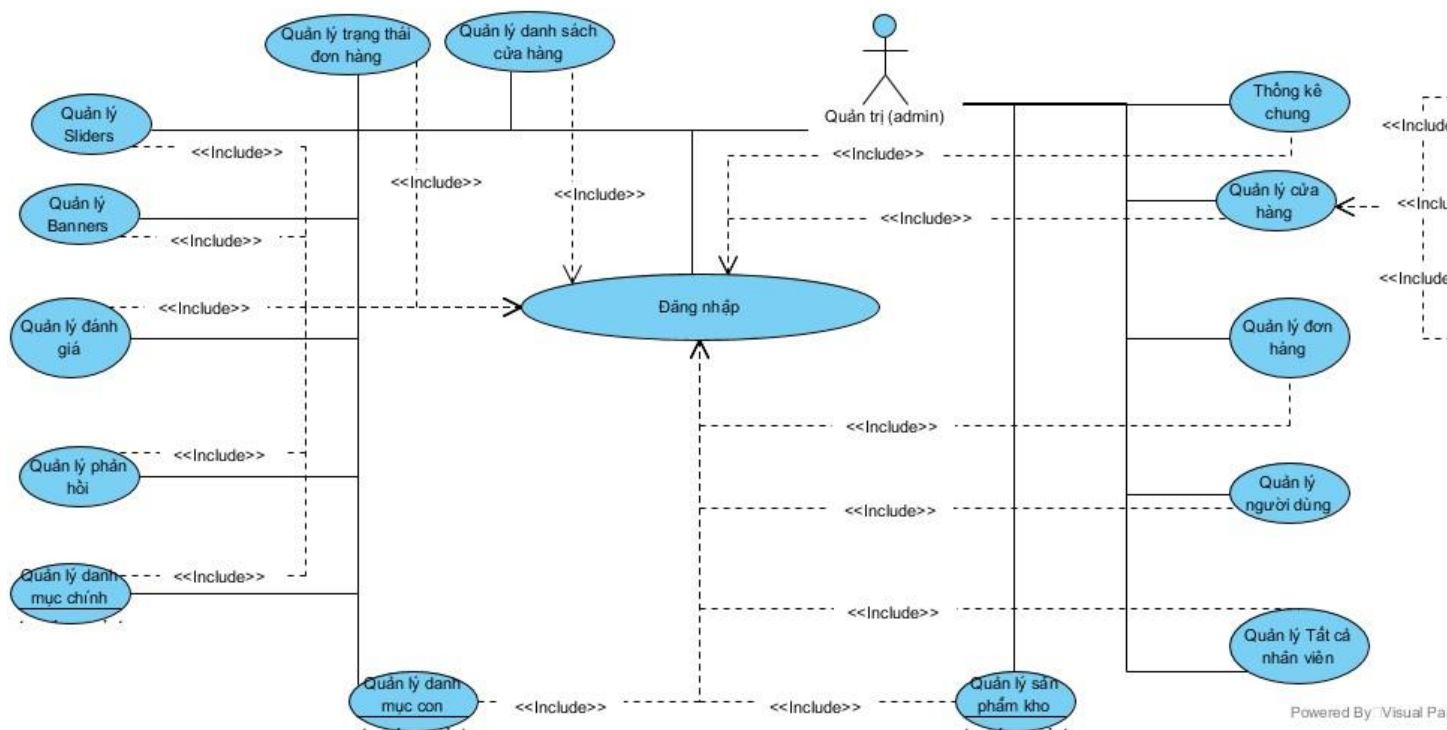 Quản lý trạng thái
đơn hàng
Quản lý danh sách
cửa hàng
Quản trị (admin)
Thống kê
chung
Quản lý
Sliders
<<Include>>
<<Include>>
<<Include>>
<<Include>>
<<Include>>
Quản lý cửa
hàng
Quản lý
Banners
<<Include>>
<<Include>>
Đăng nhập
<<Include>>
Quản lý đánh
giá
Quản lý đơn
hàng
<<Include>>
Quản lý phản
hồi
<<Include>>
Quản lý
người dùng
<<Include>>
Quản lý danh
mục chính
<<Include>>
<<Include>>
Quản lý Tất cả
nhân viên
Quản lý danh
mục con
<<Include>>
<<Include>>
Quản lý sản
phẩm kho
Powered By